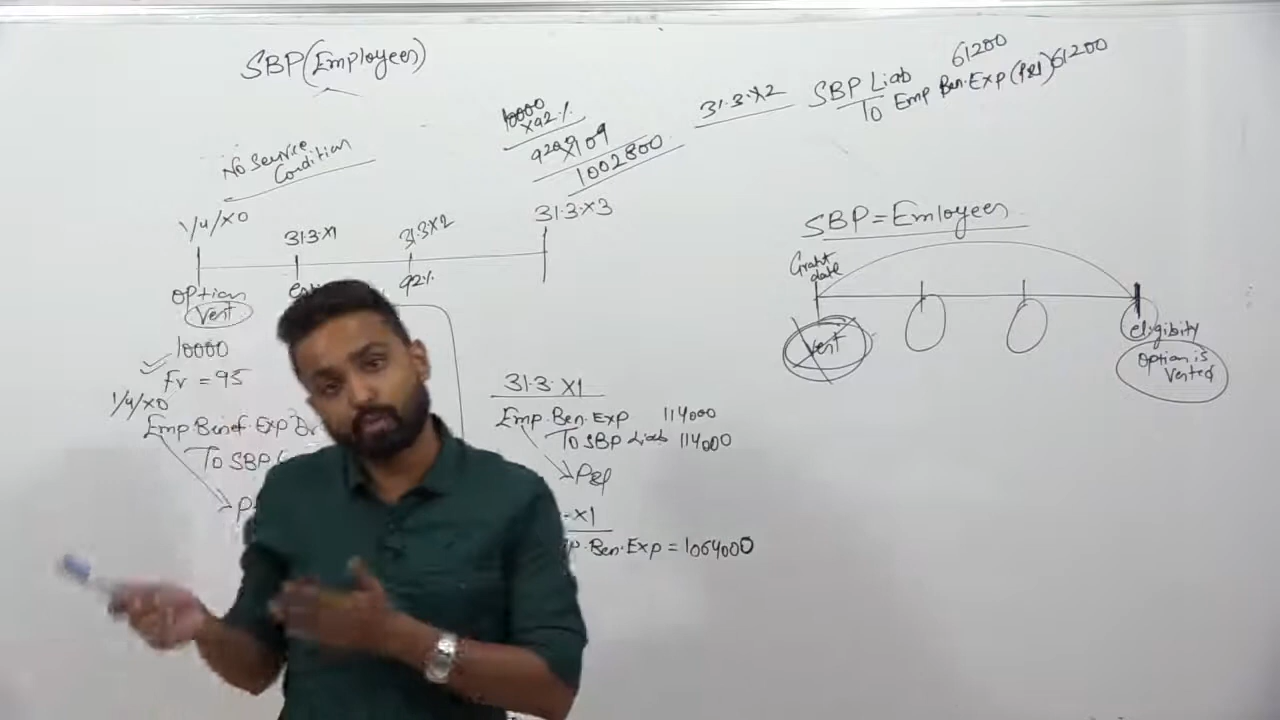 SBP (Employees)
No Service
Condition
1/4/X0
31.3.X1
31.3.X2
31.3.X3
Option
Vest
92%
10000
FV = 95
1/4/X0
Emp. Benef. Exp Dr
To SBP
10000
X92%
9200X109
1002800
31.3.X1
Emp. Ben. Exp 114000
To SBP Liab 114000
P&L
X1
Ben. Exp = 1064000
31.3.X2
SBP Liab 61200
To Emp Ben. Exp (P&L) 61200
SBP = Emloyees
Grant
date
Vest
eligibity
Option is
Vested